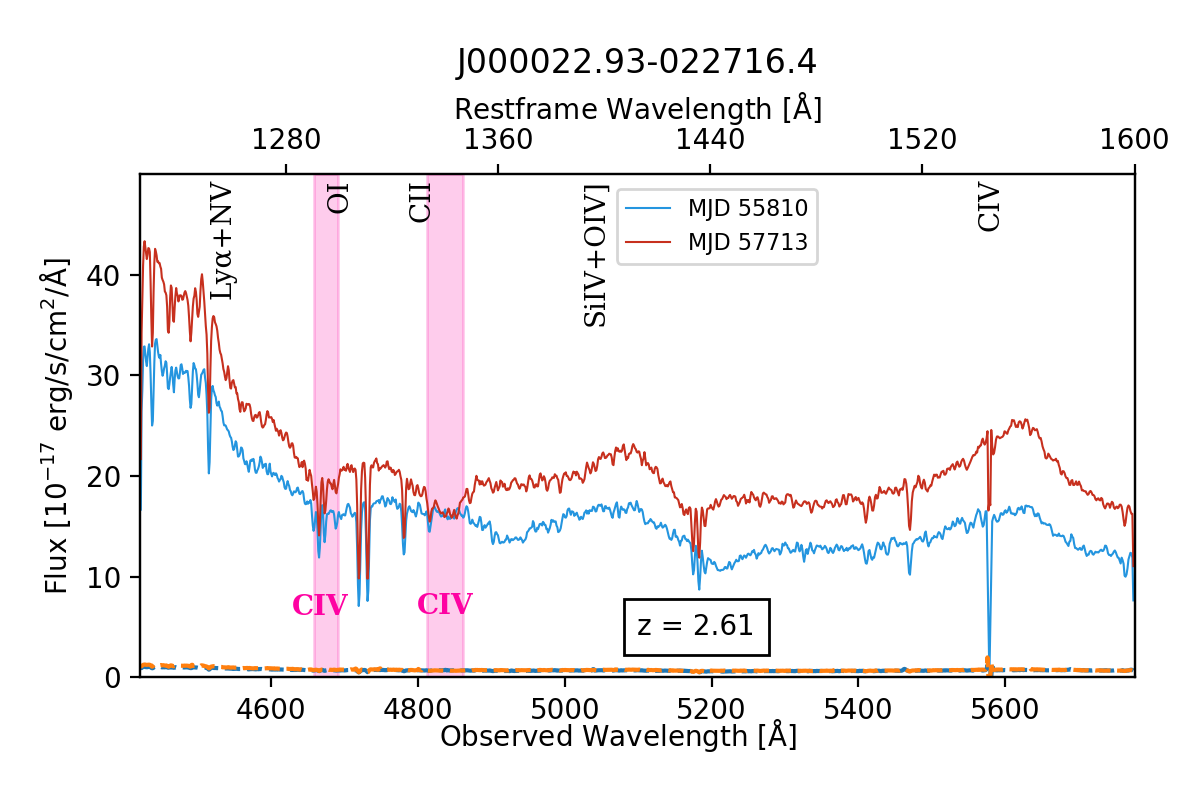 J000022.93-022716.4
Restframe Wavelength [Å]
1280 1360 1440 1520 1600
Lyα+NV
OI
CII
SiIV+OIV]
CIV
MJD 55810
MJD 57713
Flux [10⁻¹⁷ erg/s/cm²/Å]
40
30
20
10
0
CIV
CIV
z = 2.61
4600 4800 5000 5200 5400 5600
Observed Wavelength [Å]